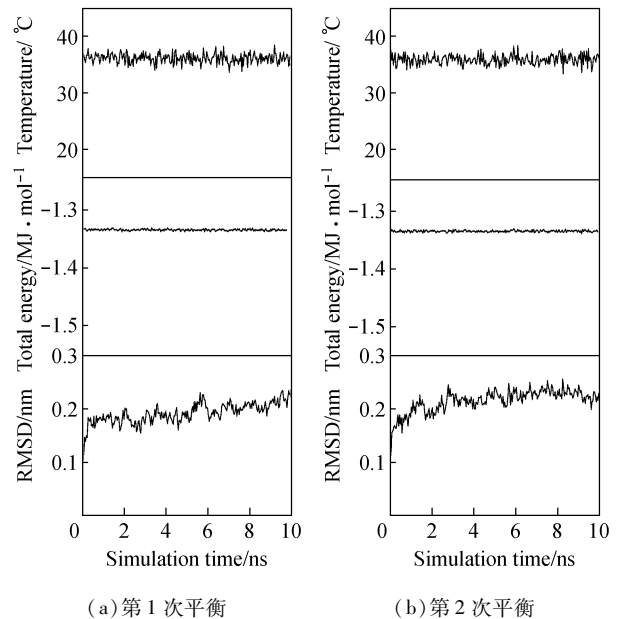 40
30
20
Temperature/ ℃
-1.3
-1.4
-1.5
Total energy/MJ·mol⁻¹
0.3
0.2
0.1
RMSD/nm
0 2 4 6 8 10
Simulation time/ns
(a)第1次平衡
40
30
20
Temperature/ ℃
-1.3
-1.4
-1.5
Total energy/MJ·mol⁻¹
0.3
0.2
0.1
RMSD/nm
0 2 4 6 8 10
Simulation time/ns
(b)第2次平衡